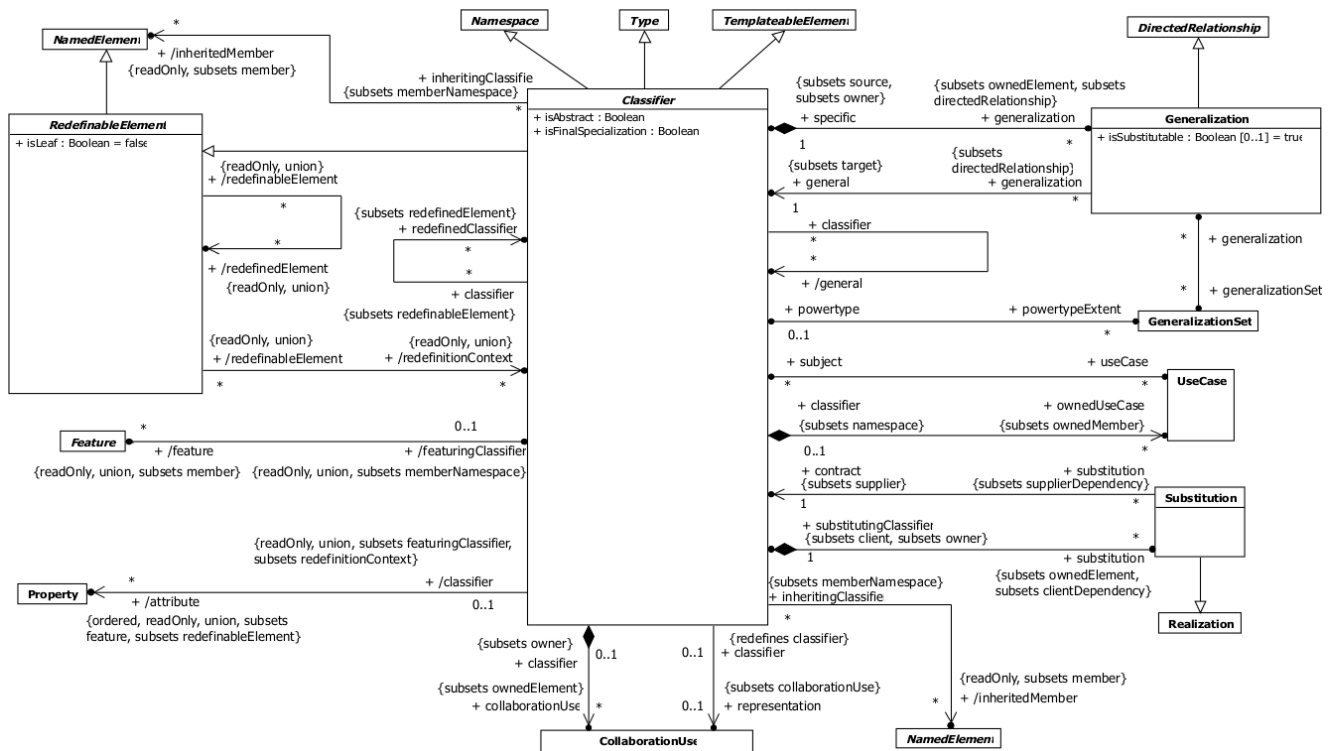 Namespace
Type
TemplateableElement
NamedElement
*
+ /inheritedMember
{readOnly, subsets member}
+ inheritingClassifie
{subsets memberNamespace}
*
DirectedRelationship
RedefinableElement
+ isLeaf : Boolean = false
Classifier
+ isAbstract : Boolean
+ isFinalSpecialization : Boolean
{subsets source,
subsets owner}
+ specific
1
{subsets ownedElement, subsets
directedRelationship}
+ generalization
*
Generalization
+ isSubstitutable : Boolean [0..1] = true
{subsets target}
+ general
1
{subsets
directedRelationship}
+ generalization
*
{readOnly, union}
+ /redefinableElement
*
*
+ /redefinedElement
{readOnly, union}
{subsets redefinedElement}
+ redefinedClassifier
*
*
+ classifier
{subsets redefinableElement}
+ classifier
*
*
+ /general
*
+ generalization
*
+ generalizationSet
GeneralizationSet
+ powertype
0..1
+ powertypeExtent
*
{readOnly, union}
+ /redefinableElement
*
{readOnly, union}
+ /redefinitionContext
*
+ subject
*
+ useCase
*
UseCase
+ classifier
{subsets namespace}
0..1
+ ownedUseCase
{subsets ownedMember}
*
Feature
*
+ /feature
{readOnly, union, subsets member}
0..1
+ /featuringClassifier
{readOnly, union, subsets memberNamespace}
+ contract
{subsets supplier}
1
+ substitution
{subsets supplierDependency}
*
Substitution
+ substitutingClassifier
{subsets client, subsets owner}
1
*
+ substitution
{subsets ownedElement,
subsets clientDependency}
Realization
{readOnly, union, subsets featuringClassifier,
subsets redefinitionContext}
+ /classifier
0..1
Property
*
+ /attribute
{ordered, readOnly, union, subsets
feature, subsets redefinableElement}
{subsets memberNamespace}
+ inheritingClassifie
*
{subsets owner}
+ classifier
0..1
{subsets ownedElement}
+ collaborationUse
*
{redefines classifier}
+ classifier
0..1
{subsets collaborationUse}
+ representation
0..1
CollaborationUse
{readOnly, subsets member}
+ /inheritedMember
*
NamedElement